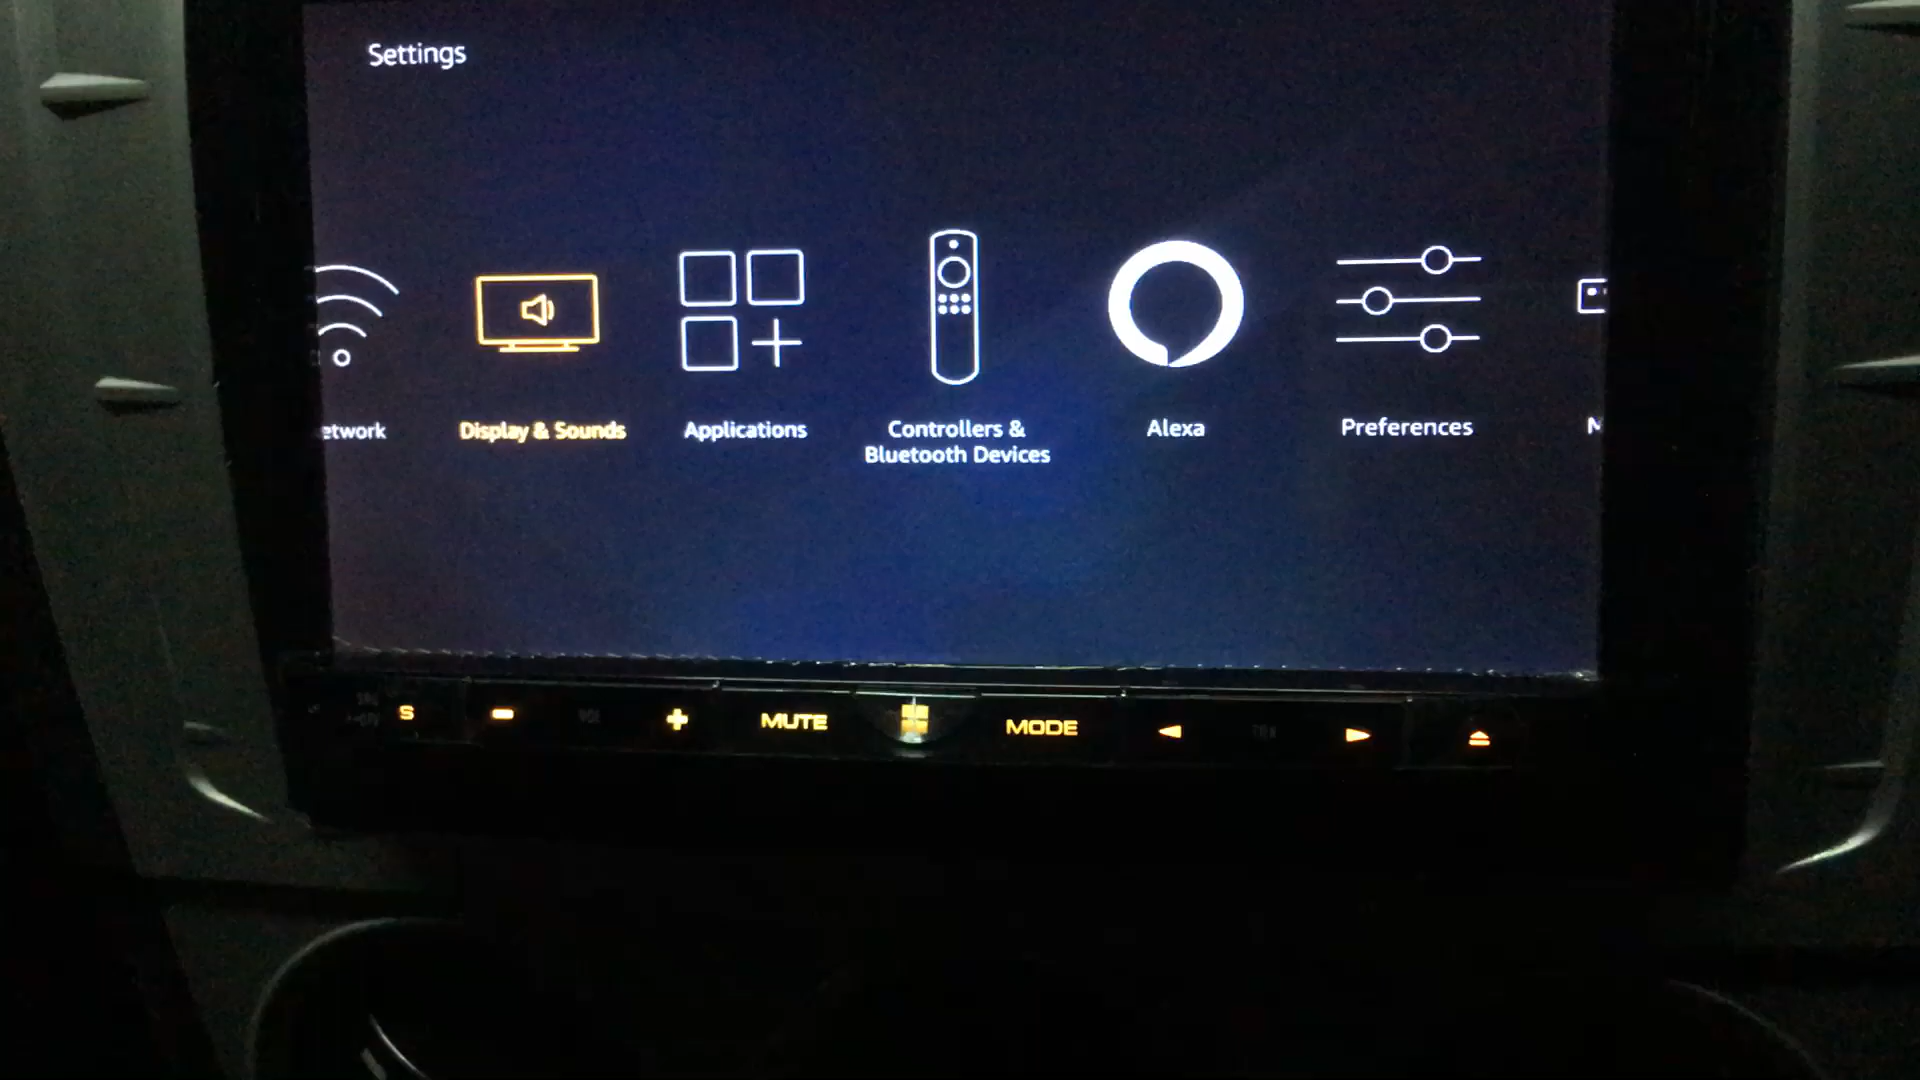 Settings
etwork
Display & Sounds
Applications
Controllers &
Bluetooth Devices
Alexa
Preferences
S
MUTE
MODE